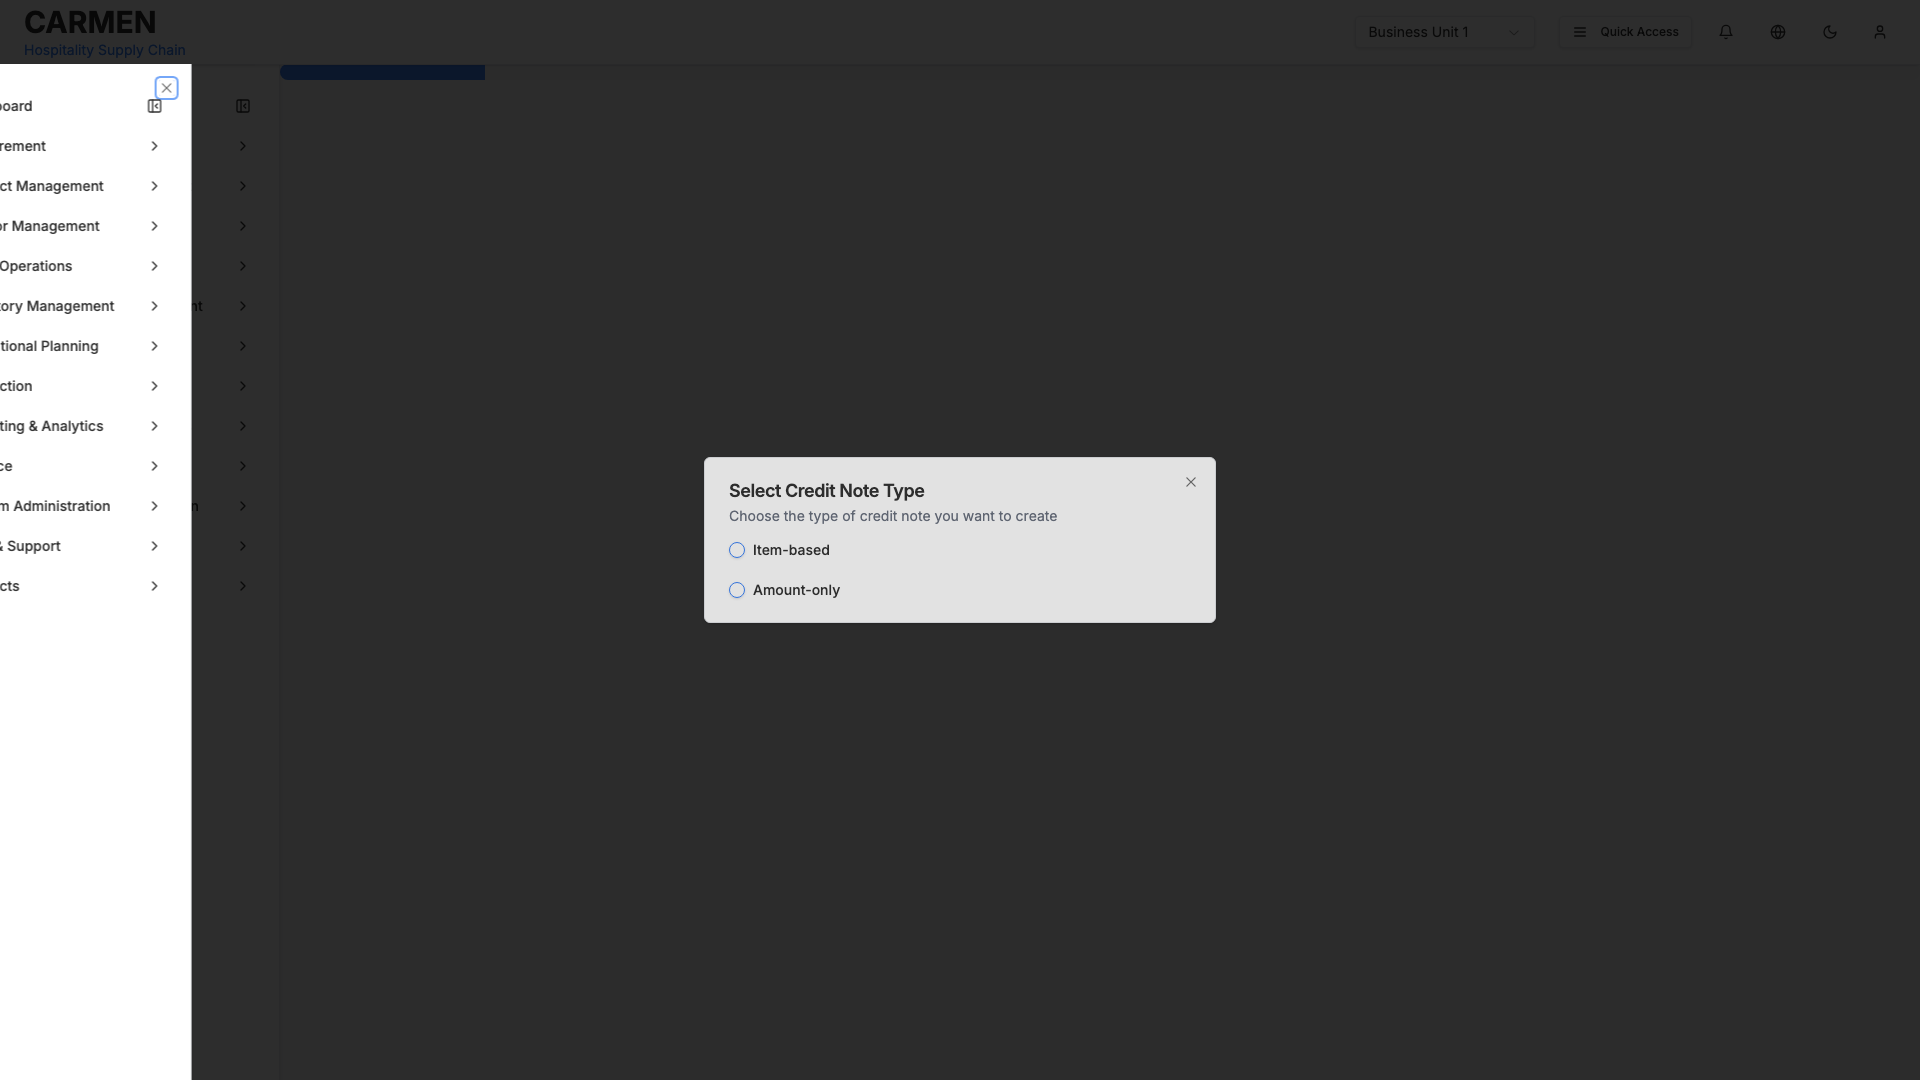 CARMEN
Hospitality Supply Chain
Business Unit 1
Quick Access
board
rement
ct Management
or Management
Operations
tory Management
nt
tional Planning
ction
ting & Analytics
ce
m Administration
n
& Support
cts
Select Credit Note Type
Choose the type of credit note you want to create
Item-based
Amount-only